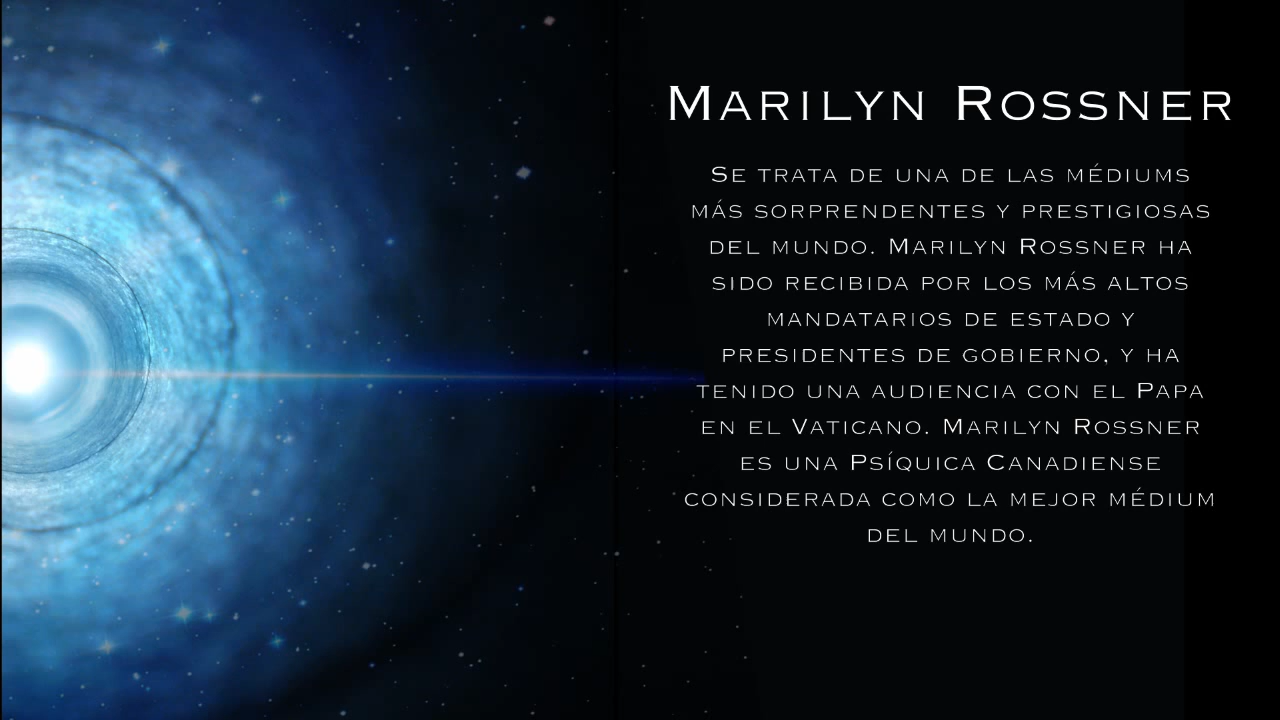 Marilyn Rossner
Se trata de una de las médiums
más sorprendentes y prestigiosas
del mundo. Marilyn Rossner ha
sido recibida por los más altos
mandatarios de estado y
presidentes de gobierno, y ha
tenido una audiencia con el Papa
en el Vaticano. Marilyn Rossner
es una Psíquica Canadiense
considerada como la mejor médium
del mundo.